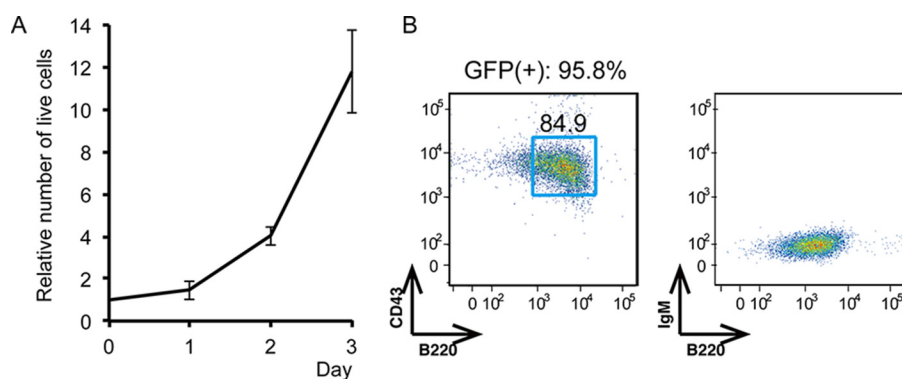 A
Relative number of live cells
14
12
10
8
6
4
2
0
0 1 2 3
Day
B
GFP(+): 95.8%
84.9
10⁵
10⁴
10³
10²
0
0 10² 10³ 10⁴ 10⁵
CD43
B220
10⁵
10⁴
10³
10²
0
0 10² 10³ 10⁴ 10⁵
IgM
B220